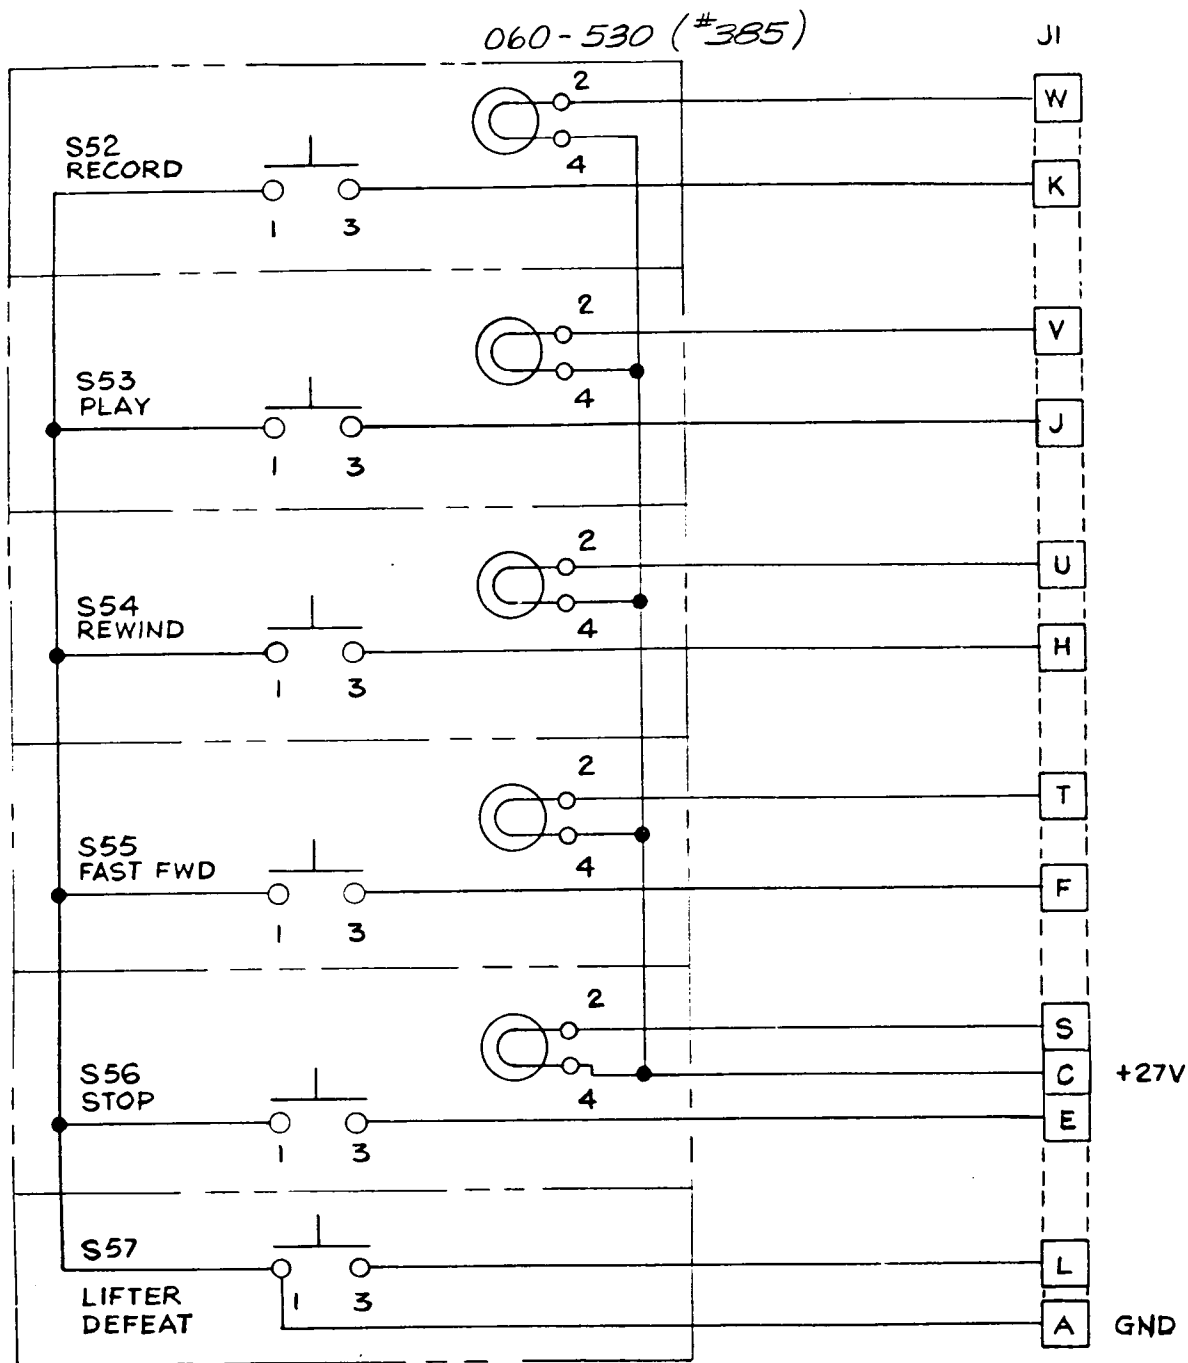 060-530 (#385)
J1
2
W
S52
RECORD
4
K
1 3
2
V
S53
PLAY
4
J
1 3
2
U
S54
REWIND
4
H
1 3
2
T
S55
FAST FWD
4
F
1 3
2
S
S56
STOP
C +27V
4
E
1 3
S57
L
LIFTER
DEFEAT
1 3
A GND